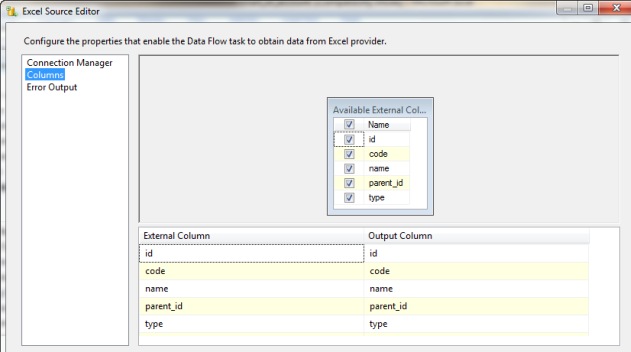 Excel Source Editor
Configure the properties that enable the Data Flow task to obtain data from Excel provider.
Connection Manager
Columns
Error Output
Available External Col...
Name
id
code
name
parent_id
type
External Column Output Column
id id
code code
name name
parent_id parent_id
type type